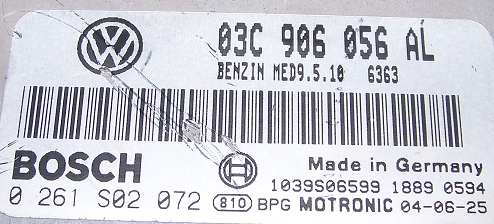 03C 906 056 AL
BENZIN MED9.5.10 6363
BOSCH
Made in Germany
1039S06599 1889 0594
0 261 S02 072 810 BPG MOTRONIC 04-06-25